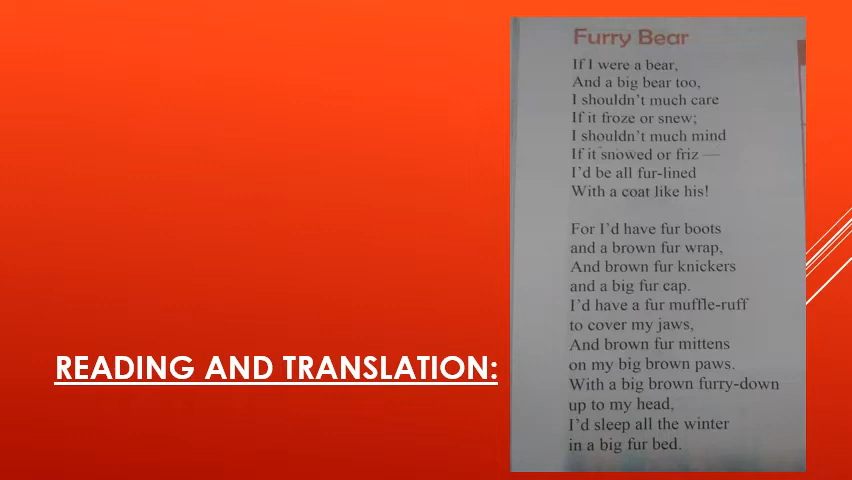 READING AND TRANSLATION:
Furry Bear
If I were a bear,
And a big bear too,
I shouldn't much care
If it froze or snew;
I shouldn't much mind
If it snowed or friz —
I'd be all fur-lined
With a coat like his!
For I'd have fur boots
and a brown fur wrap,
And brown fur knickers
and a big fur cap.
I'd have a fur muffle-ruff
to cover my jaws,
And brown fur mittens
on my big brown paws.
With a big brown furry-down
up to my head,
I'd sleep all the winter
in a big fur bed.